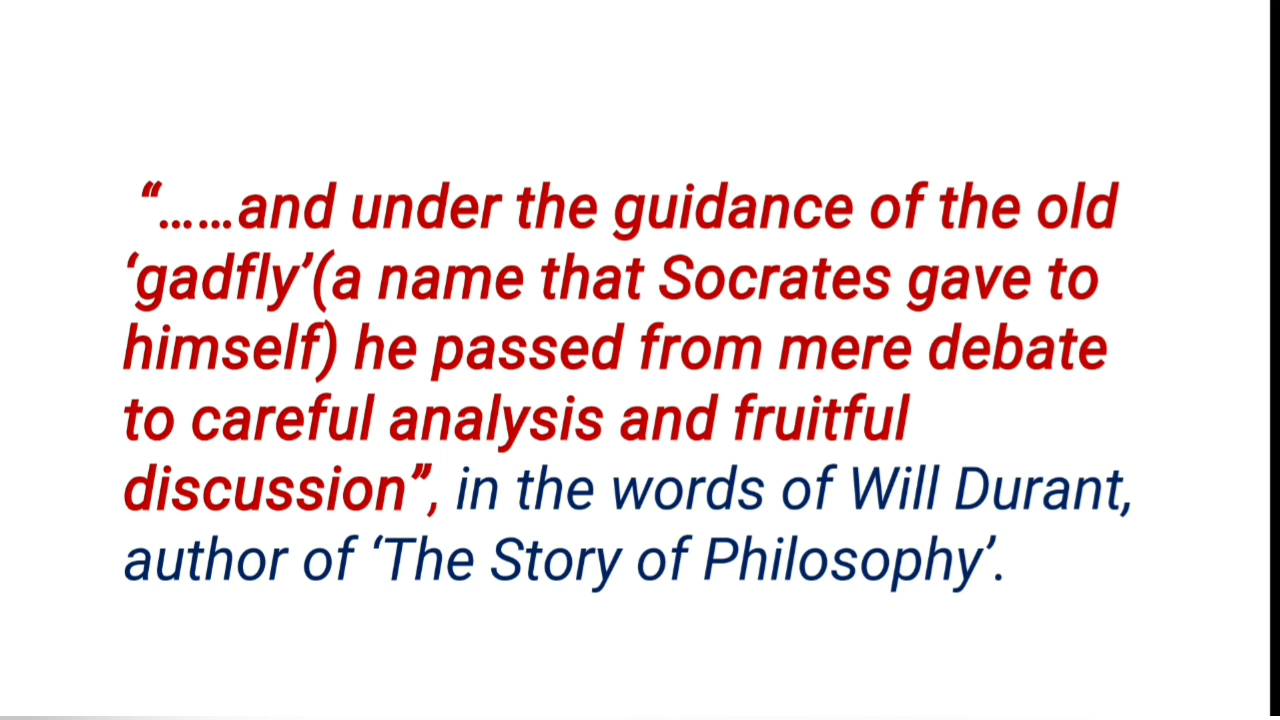 “……and under the guidance of the old
‘gadfly’(a name that Socrates gave to
himself) he passed from mere debate
to careful analysis and fruitful
discussion”, in the words of Will Durant,
author of ‘The Story of Philosophy’.